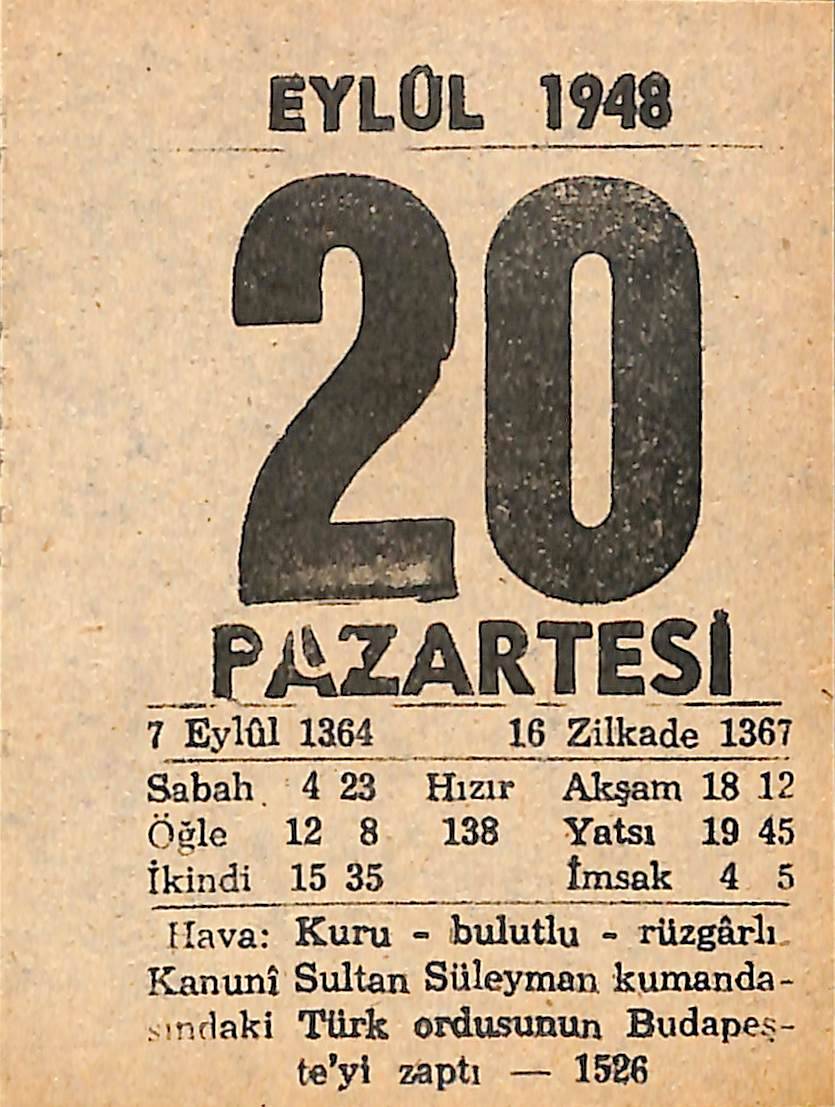 EYLÛL 1948
20
PAZARTESİ
7 Eylûl 1364 16 Zilkade 1367
Sabah 4 23 Hızır Akşam 18 12
Öğle 12 8 138 Yatsı 19 45
İkindi 15 35 İmsak 4 5
Hava: Kuru - bulutlu - rüzgârlı
Kanunî Sultan Süleyman kumanda-
sındaki Türk ordusunun Budapeş-
te'yi zaptı — 1526